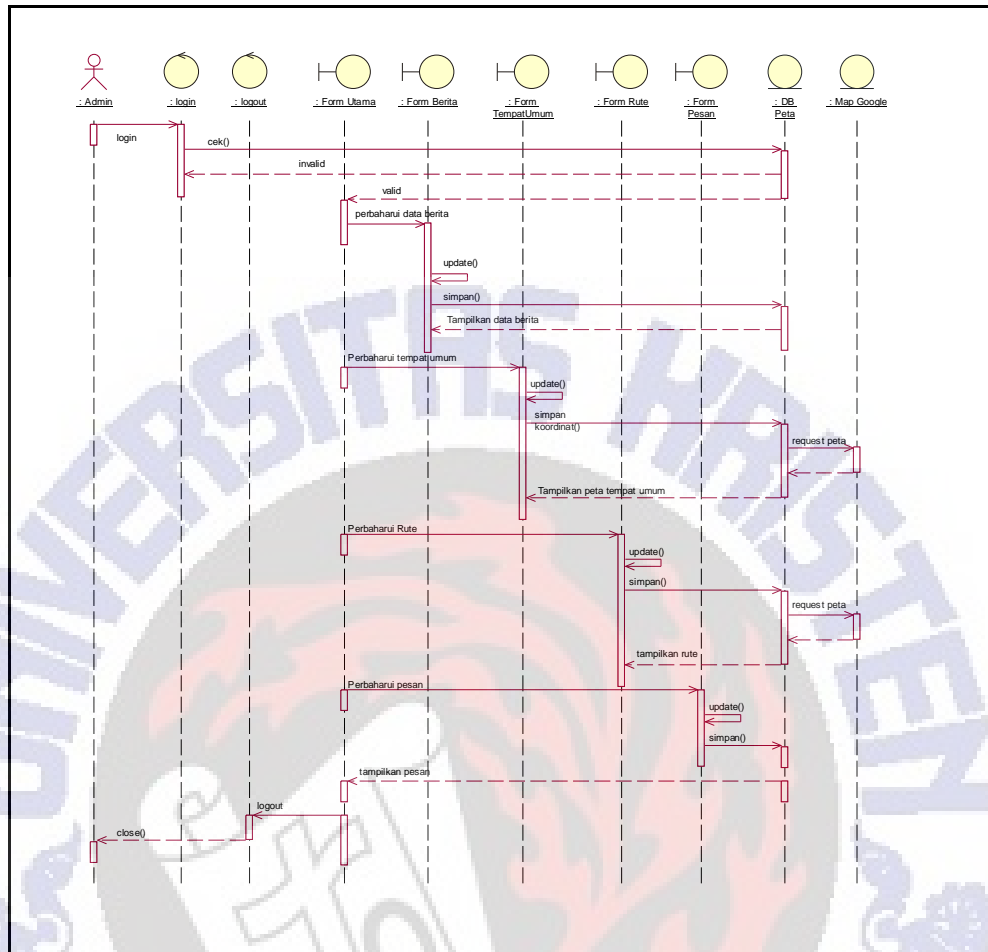 : Admin
: login
: logout
: Form Utama
: Form Berita
: Form
TempatUmum
: Form Rute
: Form
Pesan
: DB
Peta
: Map Google
login
cek()
invalid
valid
perbaharui data berita
update()
simpan()
Tampilkan data berita
Perbaharui tempat umum
update()
simpan
koordinat()
request peta
Tampilkan peta tempat umum
Perbaharui Rute
update()
simpan()
request peta
tampilkan rute
Perbaharui pesan
update()
simpan()
tampilkan pesan
logout
close()
UNIVERSITAS KRISTEN